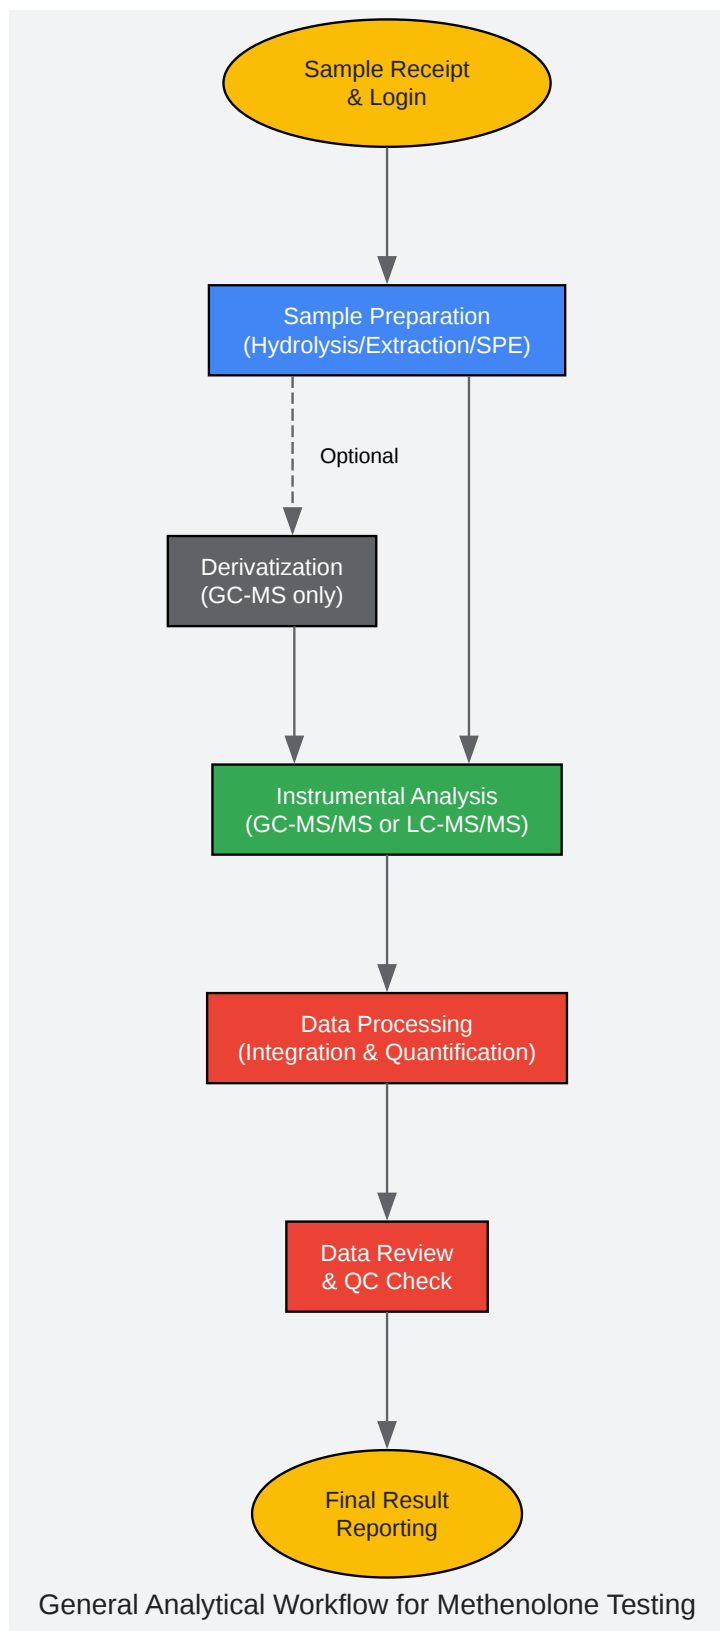 Sample Receipt
& Login
Sample Preparation
(Hydrolysis/Extraction/SPE)
Optional
Derivatization
(GC-MS only)
Instrumental Analysis
(GC-MS/MS or LC-MS/MS)
Data Processing
(Integration & Quantification)
Data Review
& QC Check
Final Result
Reporting
General Analytical Workflow for Methenolone Testing